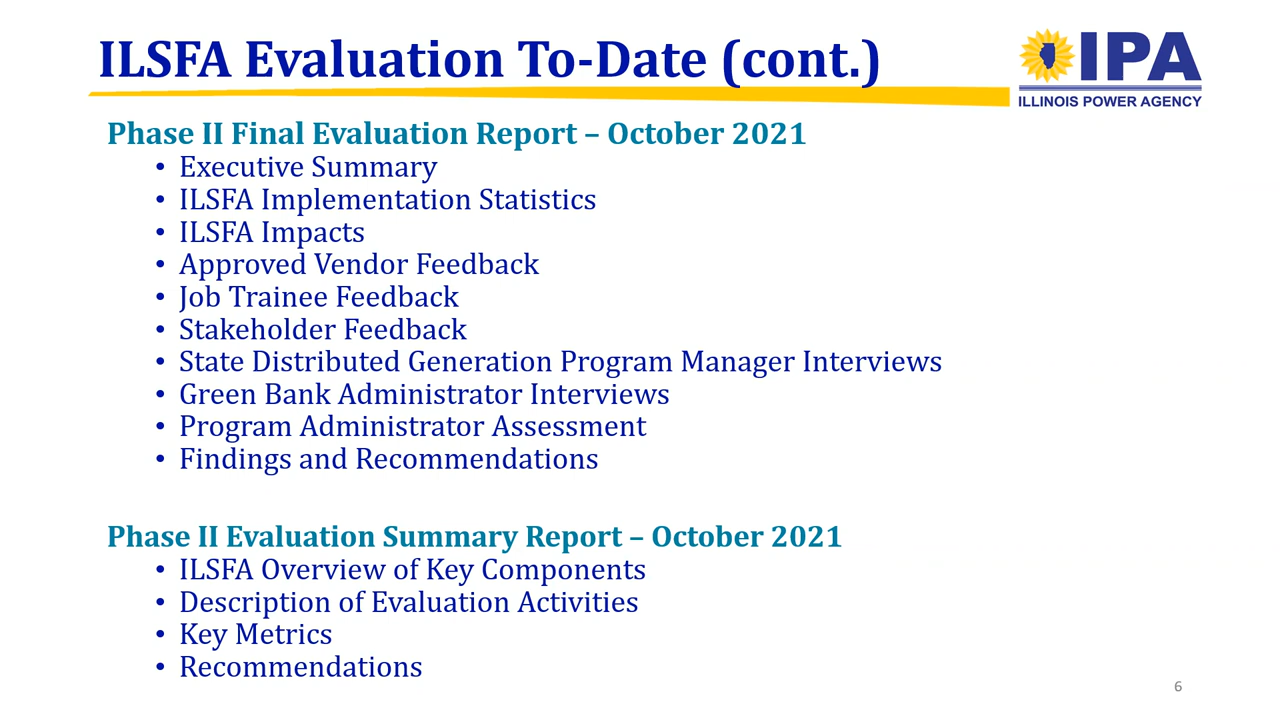 ILSFA Evaluation To-Date (cont.)
IPA
ILLINOIS POWER AGENCY
Phase II Final Evaluation Report – October 2021
• Executive Summary
• ILSFA Implementation Statistics
• ILSFA Impacts
• Approved Vendor Feedback
• Job Trainee Feedback
• Stakeholder Feedback
• State Distributed Generation Program Manager Interviews
• Green Bank Administrator Interviews
• Program Administrator Assessment
• Findings and Recommendations
Phase II Evaluation Summary Report – October 2021
• ILSFA Overview of Key Components
• Description of Evaluation Activities
• Key Metrics
• Recommendations
6